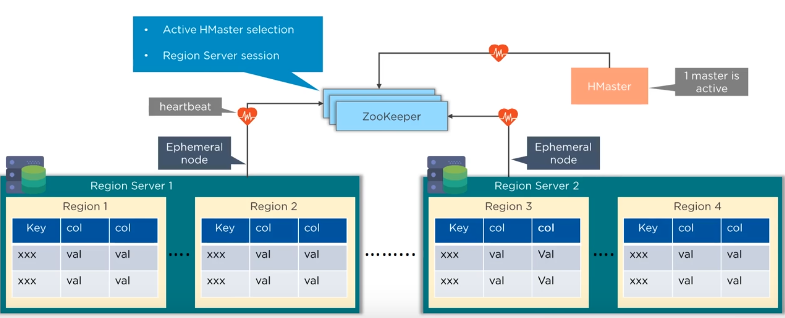 • Active HMaster selection
• Region Server session
heartbeat
ZooKeeper
HMaster
1 master is
active
Ephemeral
node
Ephemeral
node
Region Server 1
Region 1
Key col col
xxx val val
xxx val val
....
Region 2
Key col col
xxx val val
xxx val val
.........
Region Server 2
Region 3
Key col col
xxx val Val
xxx val Val
....
Region 4
Key col col
xxx val val
xxx val val